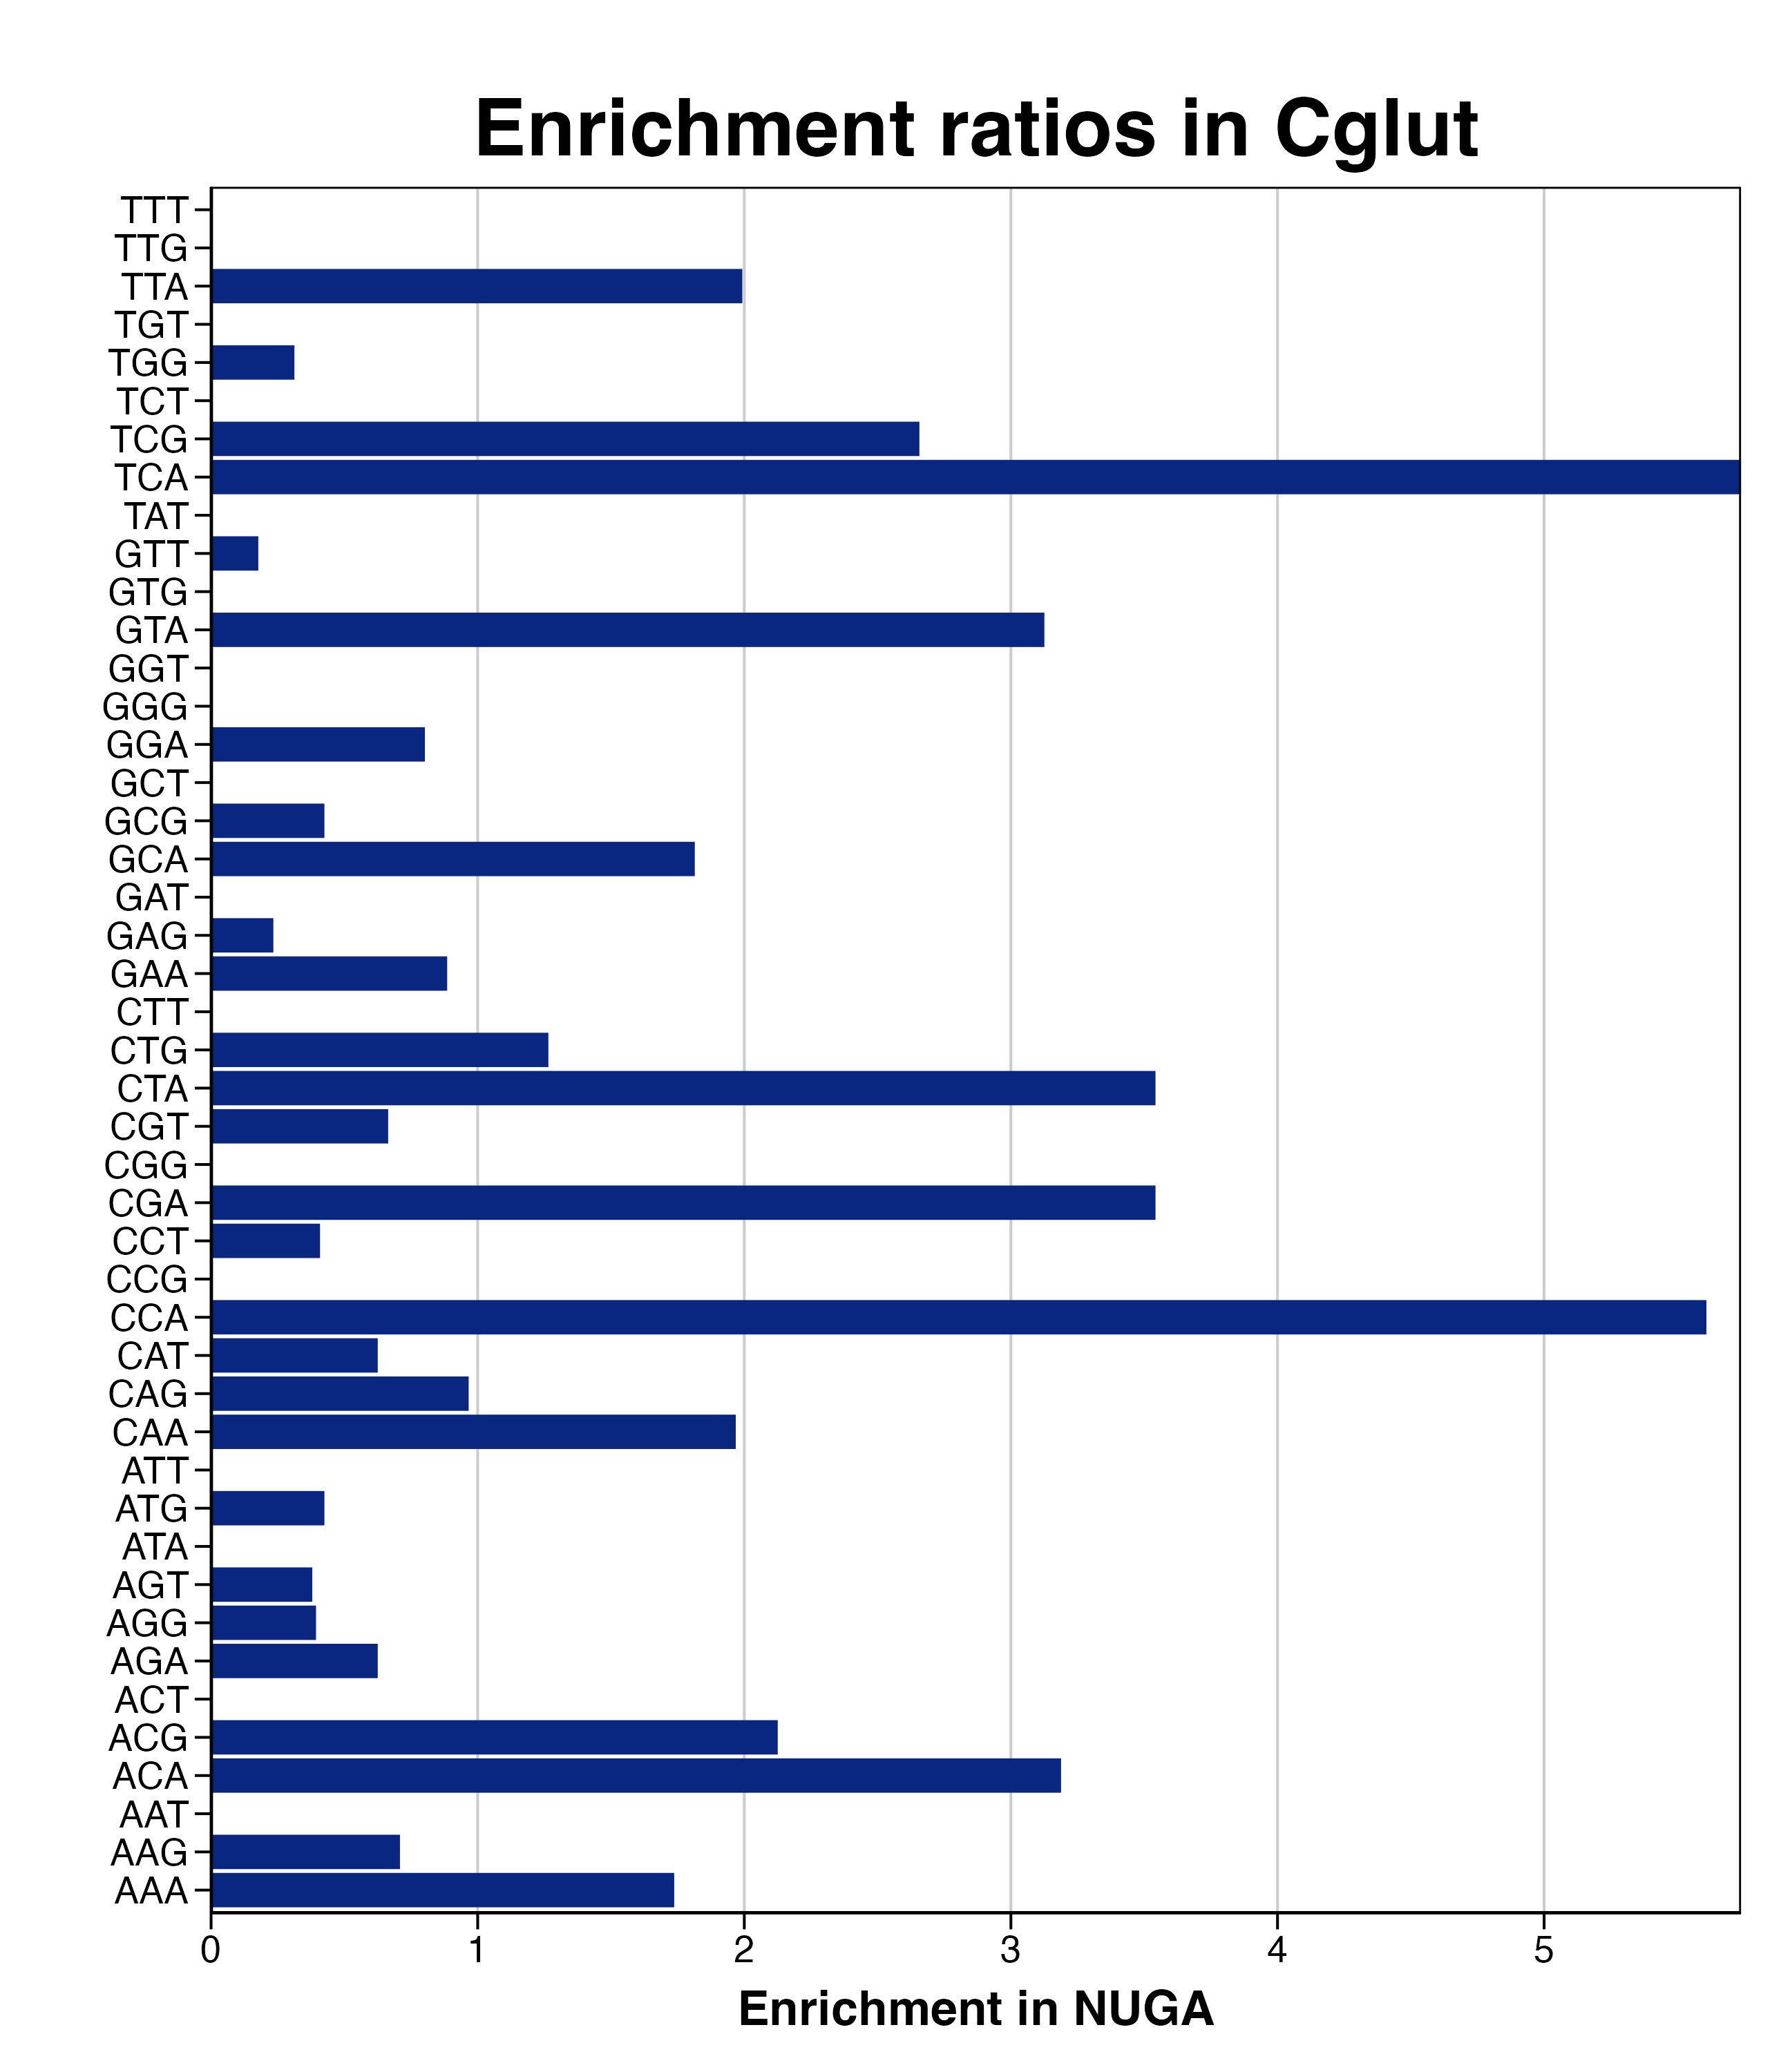 Enrichment ratios in Cglut
TTT
TTG
TTA
TGT
TGG
TCT
TCG
TCA
TAT
GTT
GTG
GTA
GGT
GGG
GGA
GCT
GCG
GCA
GAT
GAG
GAA
CTT
CTG
CTA
CGT
CGG
CGA
CCT
CCG
CCA
CAT
CAG
CAA
ATT
ATG
ATA
AGT
AGG
AGA
ACT
ACG
ACA
AAT
AAG
AAA
0 1 2 3 4 5
Enrichment in NUGA